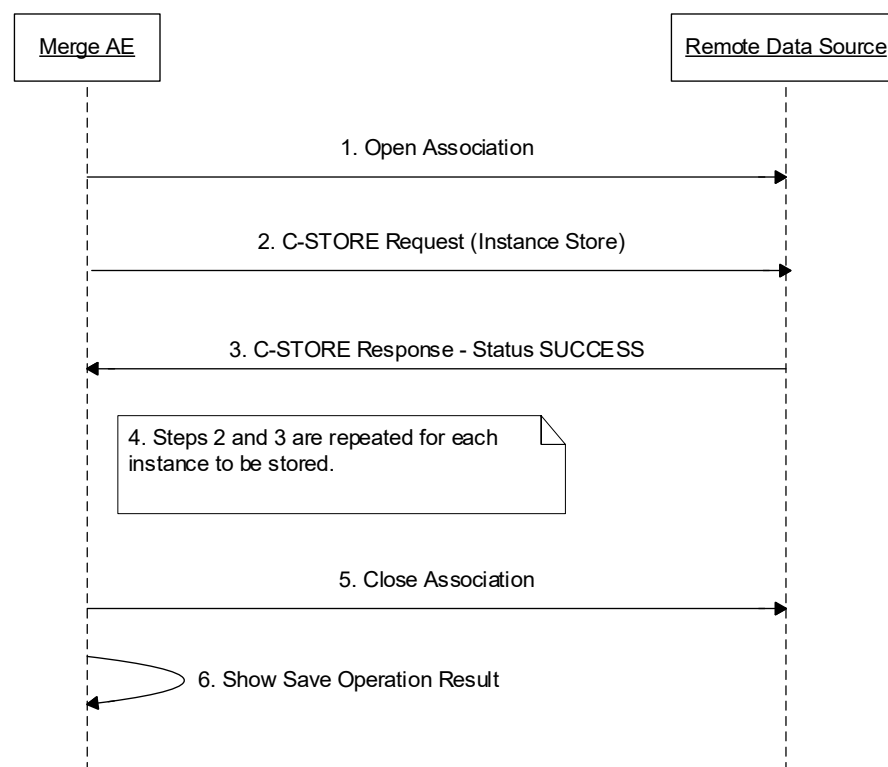 Merge AE
Remote Data Source
1. Open Association
2. C-STORE Request (Instance Store)
3. C-STORE Response - Status SUCCESS
4. Steps 2 and 3 are repeated for each
instance to be stored.
5. Close Association
6. Show Save Operation Result